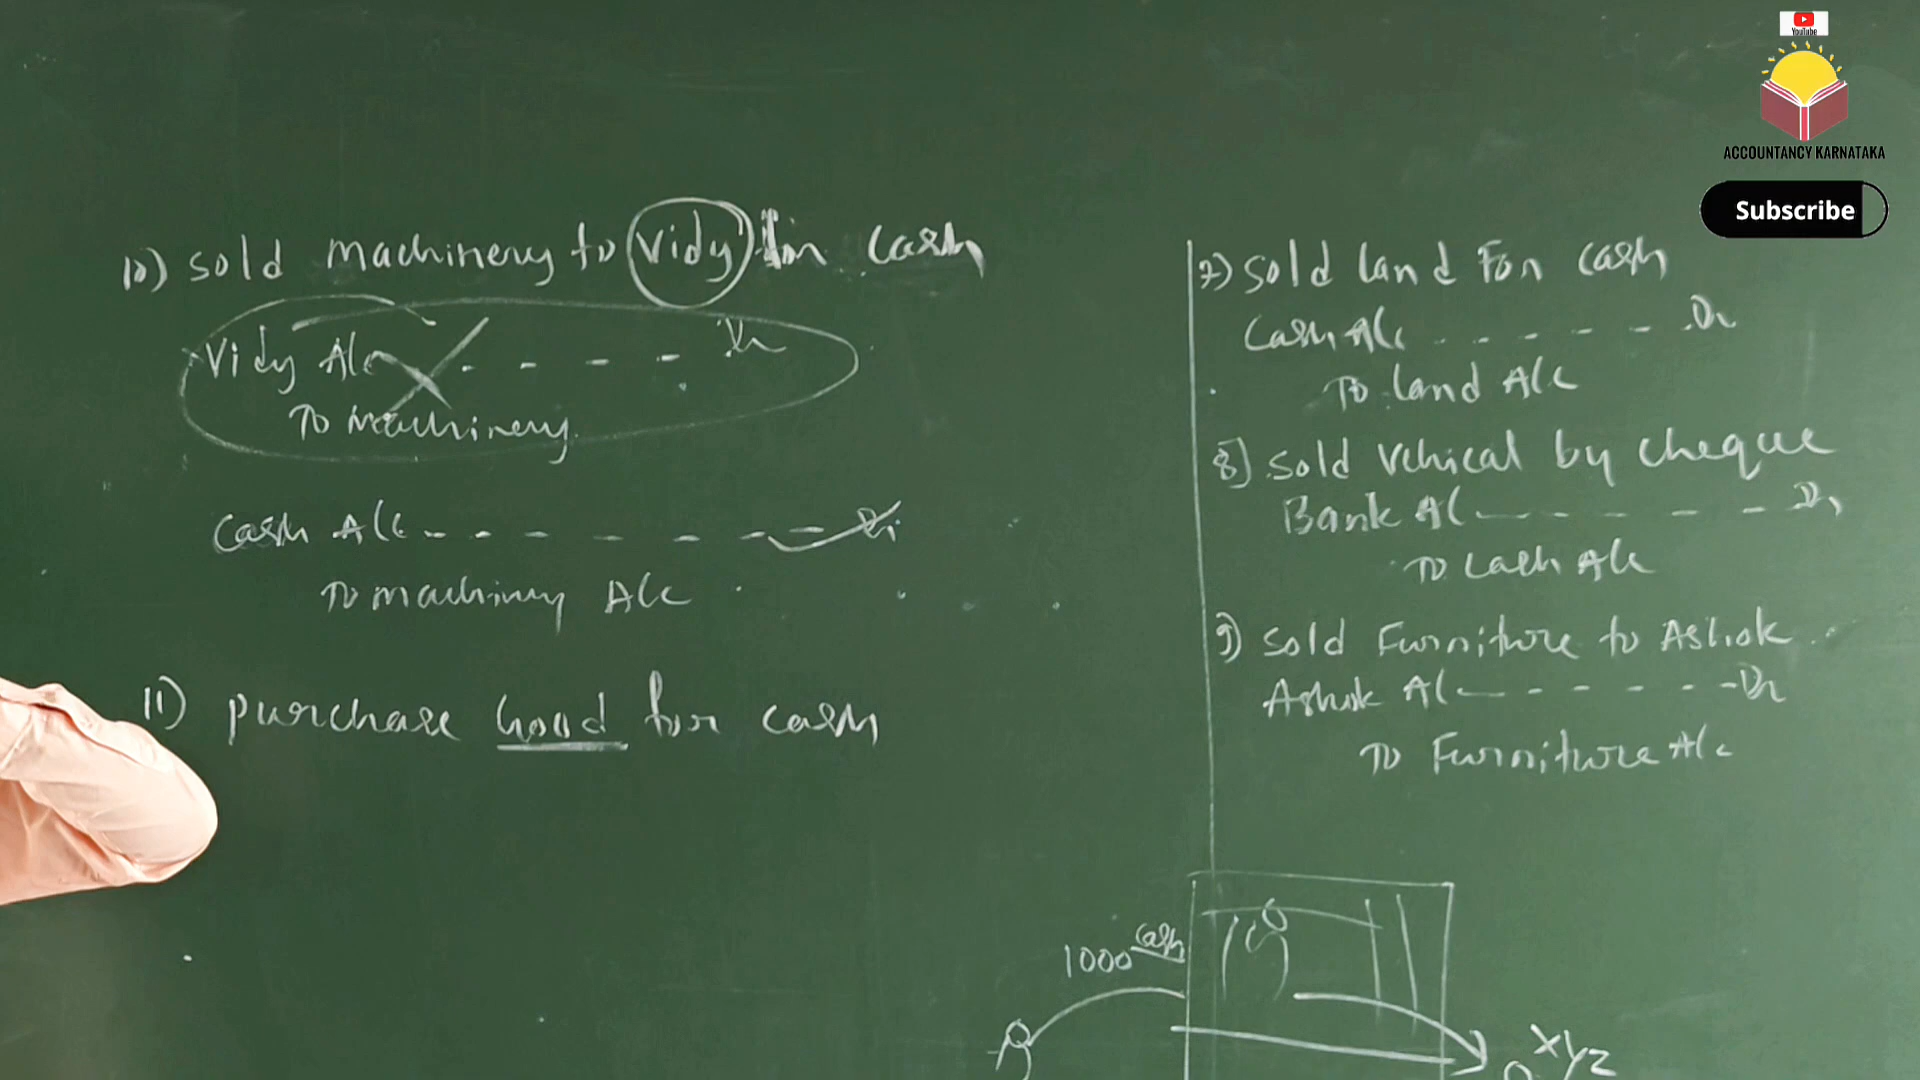 10) Sold machinery to Vidy for cash
Vidy A/c - - - - Dr
To machinery
Cash A/c - - - - - - - Dr
To machinery A/c
11) purchase Good for cash
7) Sold land For cash
Cash A/c - - - - - Dr
To land A/c
8) Sold vehical by cheque
Bank A/c - - - - Dr
To cash A/c
9) Sold Furniture to Ashok
Ashok A/c - - - - - Dr
To Furniture A/c
1000 cash
XYZ
YouTube
ACCOUNTANCY KARNATAKA
Subscribe